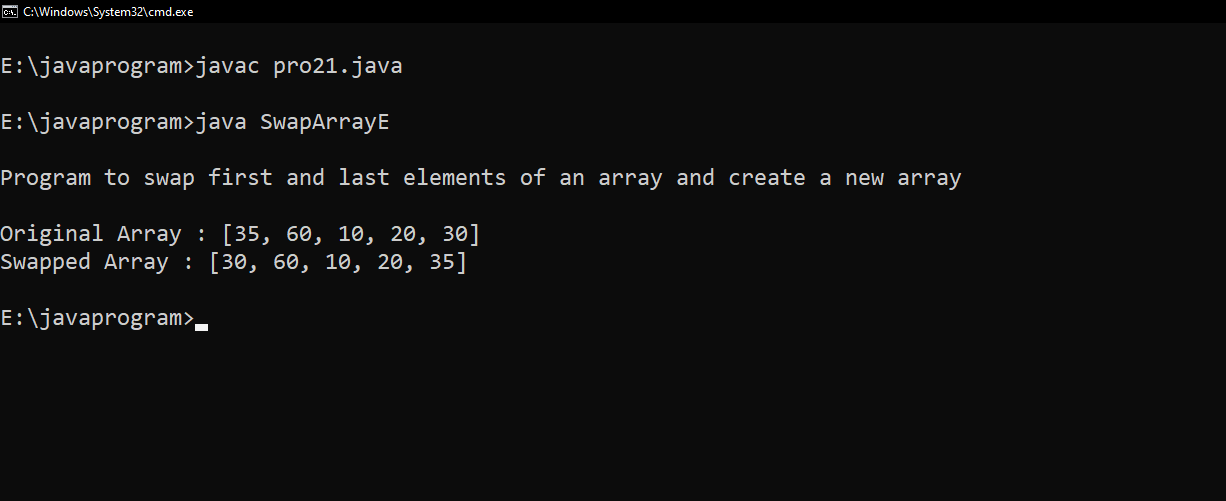 C:\Windows\System32\cmd.exe
E:\javaprogram>javac pro21.java
E:\javaprogram>java SwapArrayE
Program to swap first and last elements of an array and create a new array
Original Array : [35, 60, 10, 20, 30]
Swapped Array : [30, 60, 10, 20, 35]
E:\javaprogram>